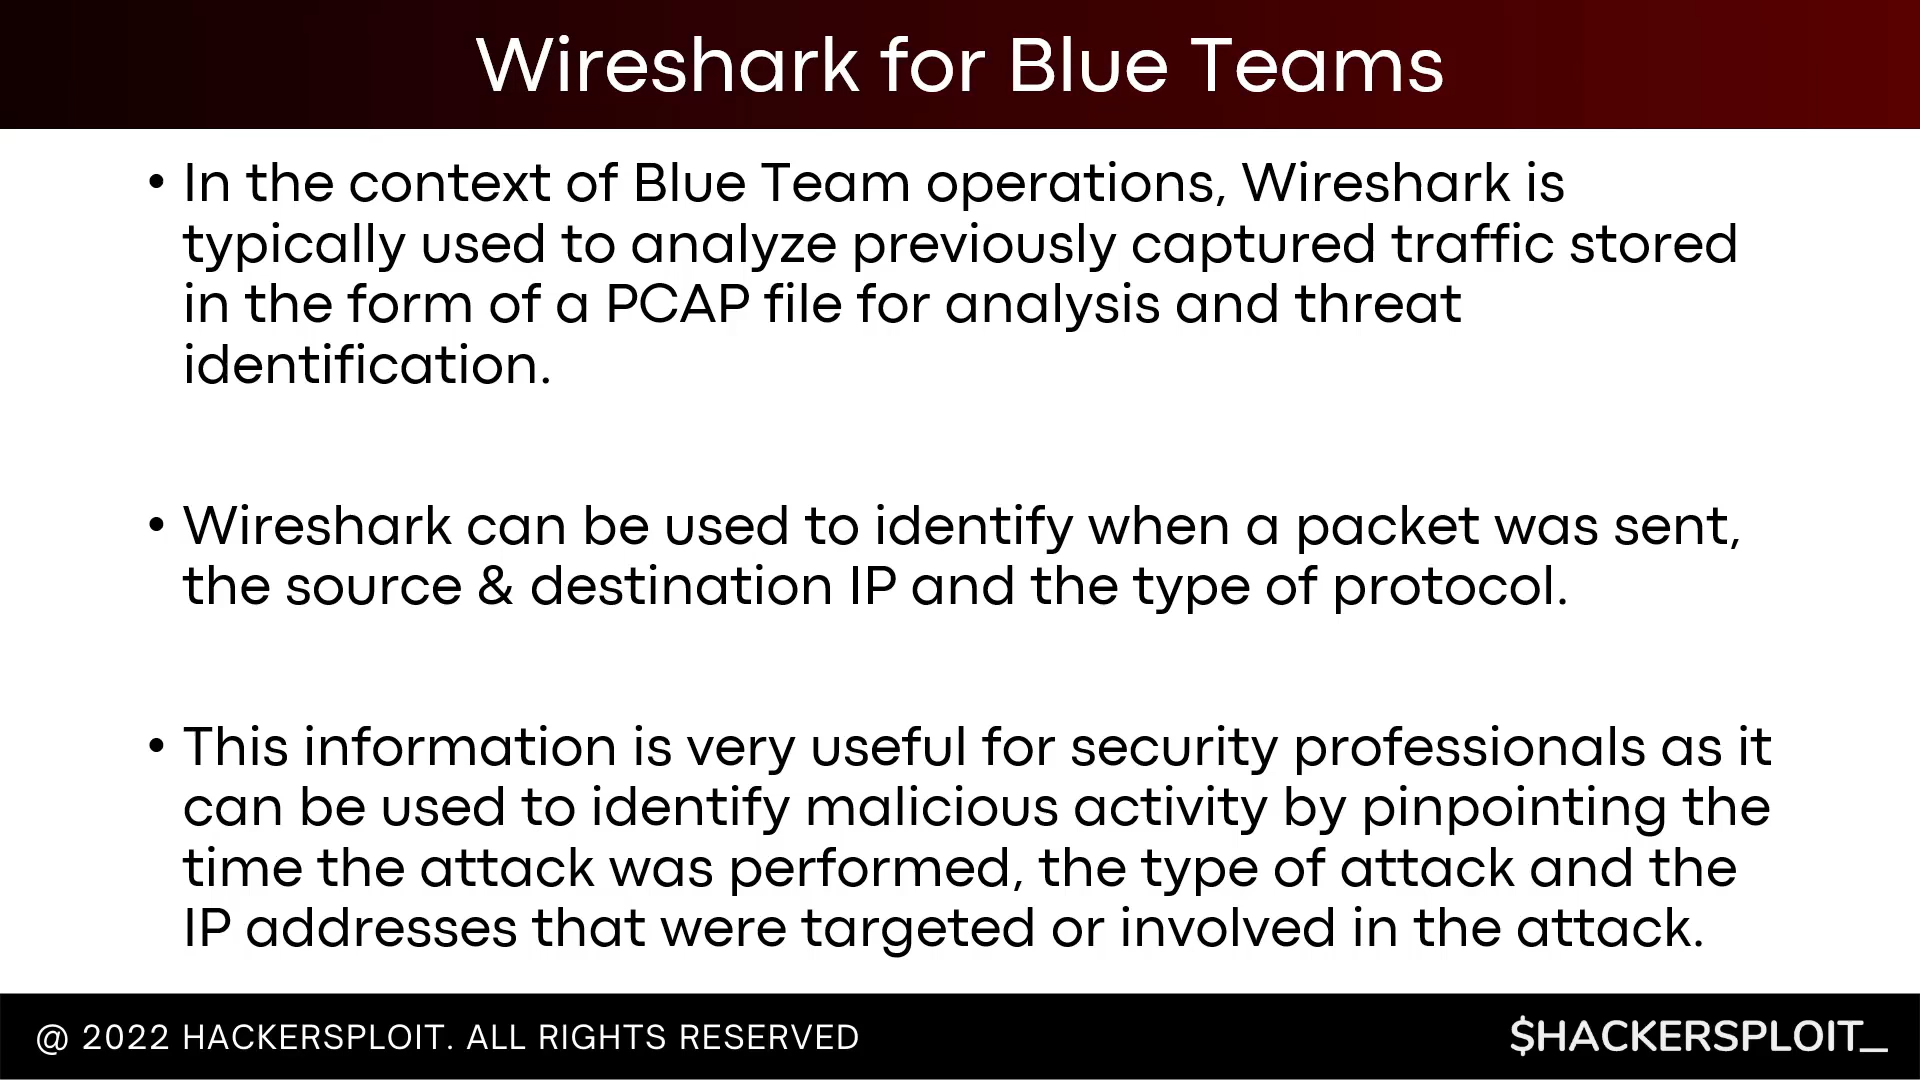 Wireshark for Blue Teams
• In the context of Blue Team operations, Wireshark is
typically used to analyze previously captured traffic stored
in the form of a PCAP file for analysis and threat
identification.
• Wireshark can be used to identify when a packet was sent,
the source & destination IP and the type of protocol.
• This information is very useful for security professionals as it
can be used to identify malicious activity by pinpointing the
time the attack was performed, the type of attack and the
IP addresses that were targeted or involved in the attack.
@ 2022 HACKERSPLOIT. ALL RIGHTS RESERVED
$HACKERSPLOIT_